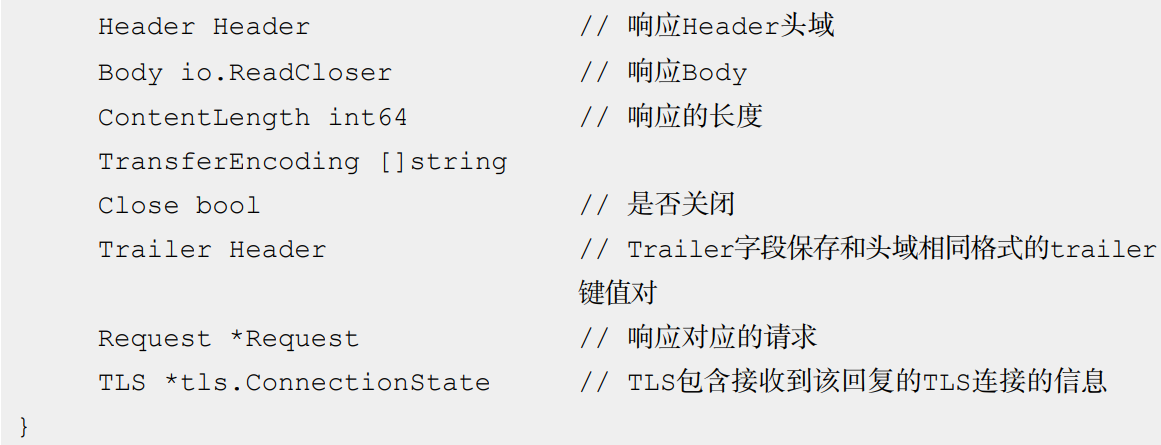 Header Header // 响应Header头域
Body io.ReadCloser // 响应Body
ContentLength int64 // 响应的长度
TransferEncoding []string
Close bool // 是否关闭
Trailer Header // Trailer字段保存和头域相同格式的trailer
键值对
Request *Request // 响应对应的请求
TLS *tls.ConnectionState // TLS包含接收到该回复的TLS连接的信息
}